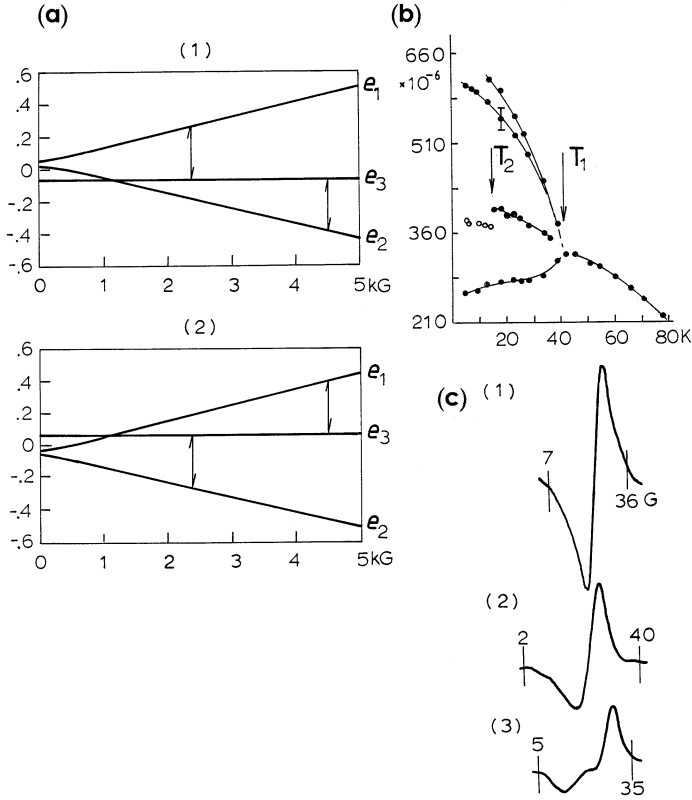 (a)
(1)
.6
.4
.2
0
-.2
-.4
-.6
e1
e3
e2
0 1 2 3 4 5kG
(2)
.6
.4
.2
0
-.2
-.4
-.6
e1
e3
e2
0 1 2 3 4 5kG
(b)
660
×10⁻⁶
510
360
210
T2 T1
20 40 60 80K
(c)
(1)
7
36 G
(2)
2 40
(3)
5
35